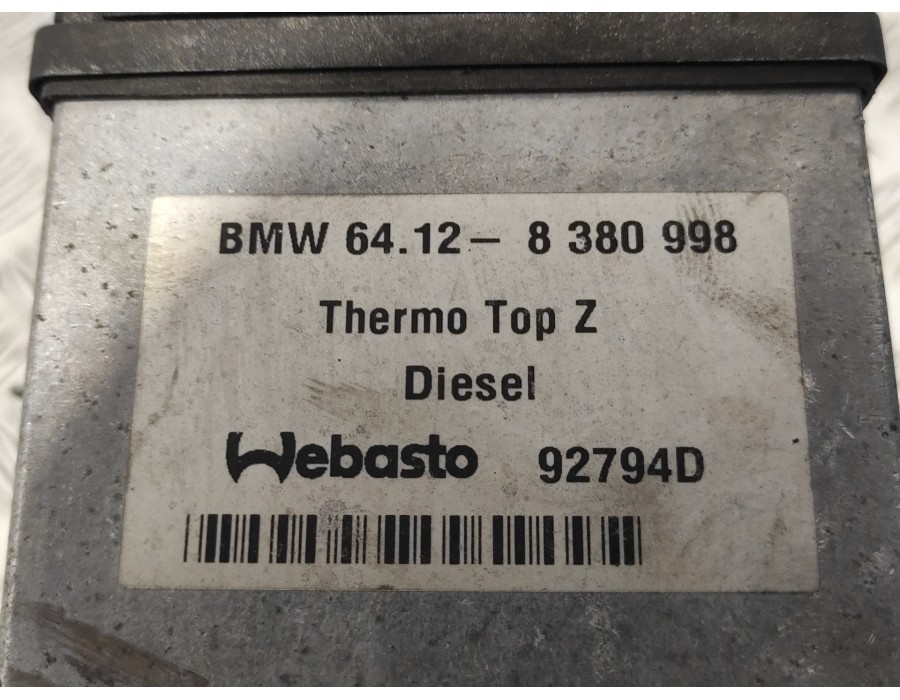 BMW 64.12 – 8 380 998
Thermo Top Z
Diesel
Webasto 92794D